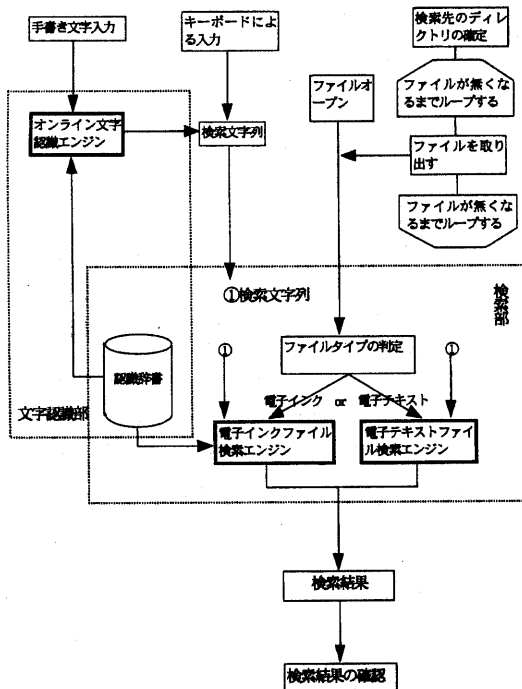 手書き文字入力
キーボードによ
る入力
検索先のディレ
クトリの確定
ファイルが無くな
るまでループする
ファイルオー
プン
オンライン文字
認識エンジン
検索文字列
ファイルを取り
出す
ファイルが無くな
るまでループする
①検索文字列
検索部
①
ファイルタイプの判定
①
認識辞書
電子インク or 電子テキスト
文字認識部
電子インクファイル
検索エンジン
電子テキストファイ
ル検索エンジン
検索結果
検索結果の確認